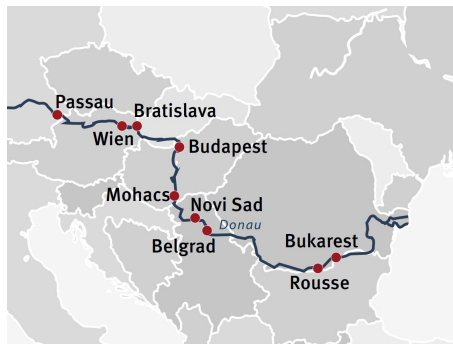 Passau
Bratislava
Wien
Budapest
Mohacs
Novi Sad
Donau
Belgrad
Bukarest
Rousse